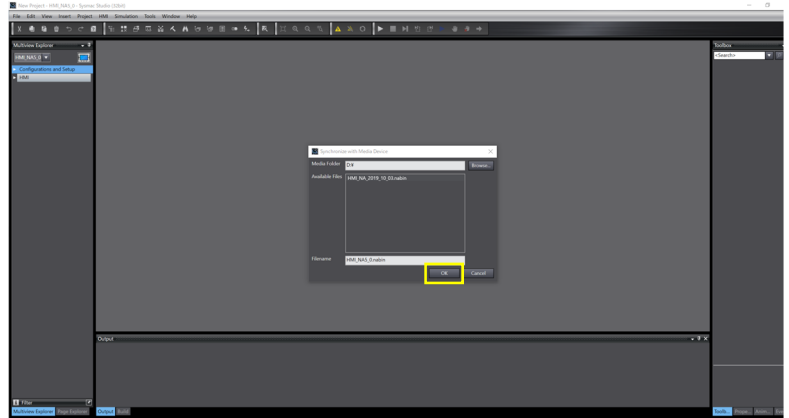 New Project - HMI_NA5_0 - Sysmac Studio (32bit)
File Edit View Insert Project HMI Simulation Tools Window Help
Multiview Explorer
Toolbox
HMI_NA5_0
<Search>
Configurations and Setup
HMI
Synchronize with Media Device
Media Folder D:¥ Browse...
Available Files HMI_NA_2019_10_03.nabin
Filename HMI_NA5_0.nabin
OK Cancel
Output
Filter
Multiview Explorer Page Explorer Output Build